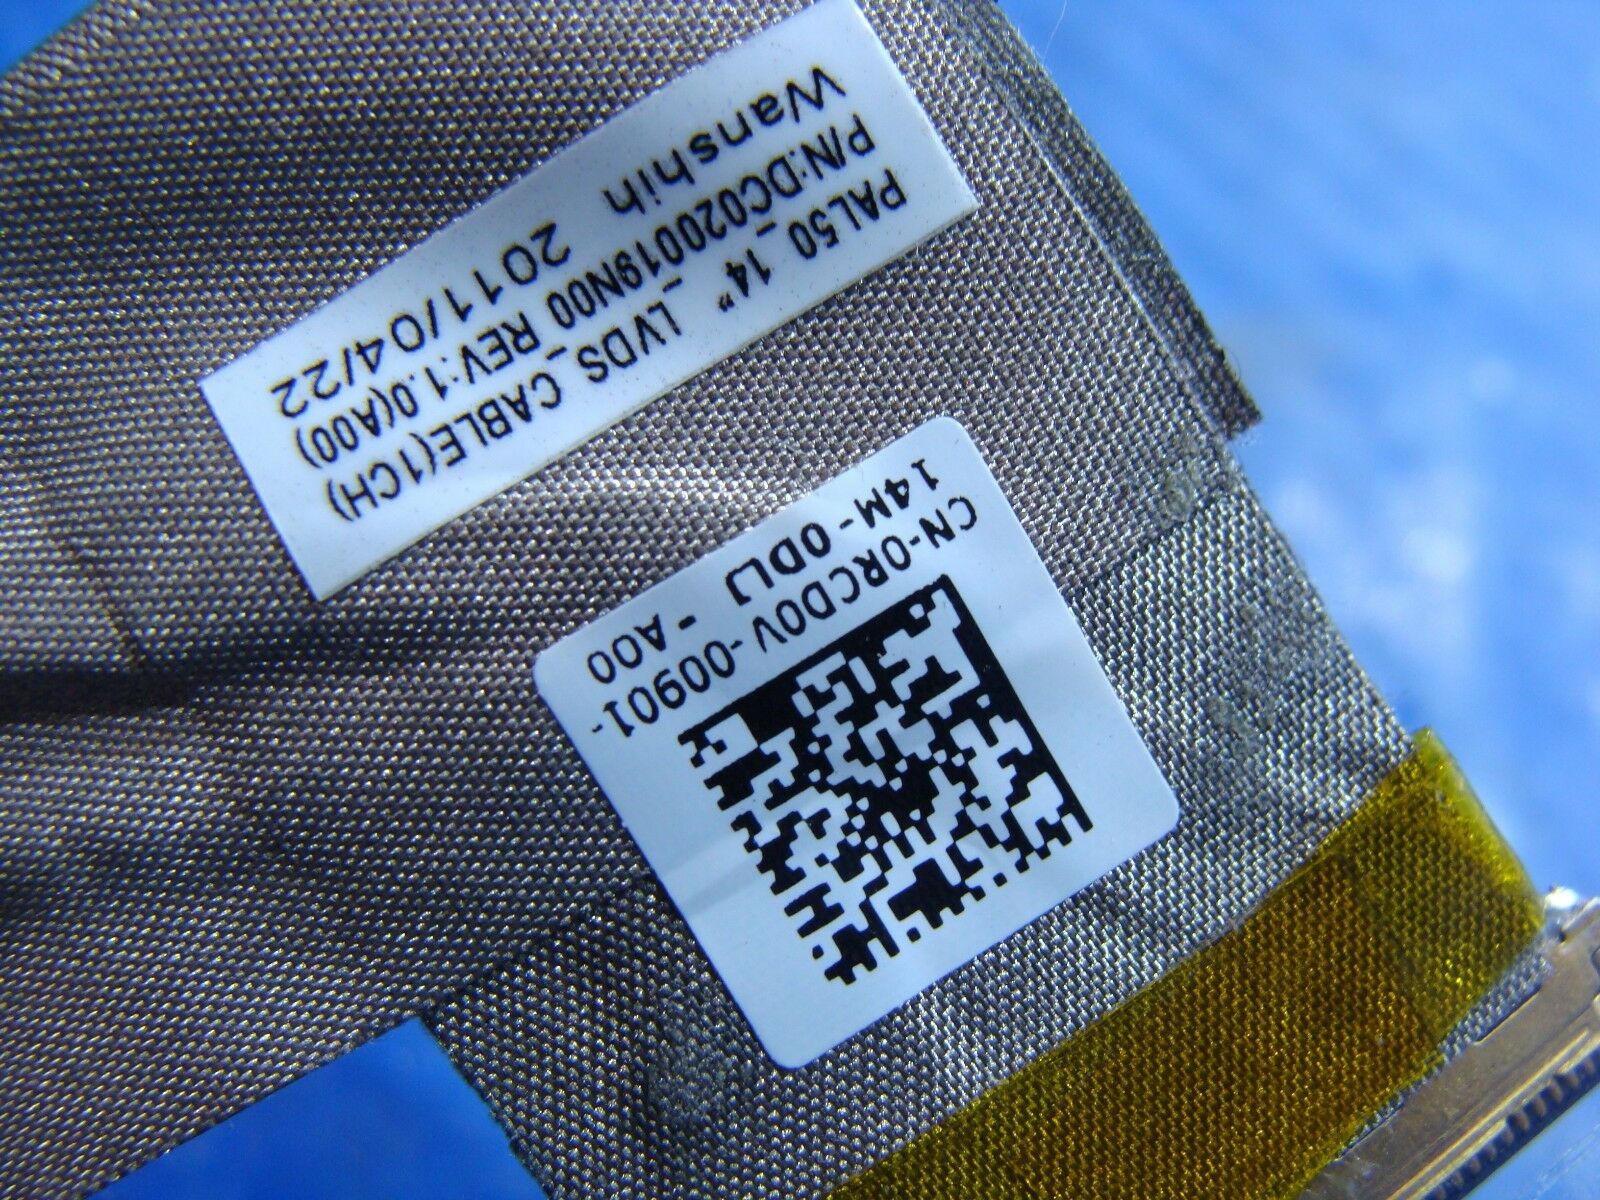 PAL50_14"_LVDS_CABLE(1CH)
P/N:DC020019N00 REV:1.0(A00)
Wanshih 2011/04/22
CN-0RCD0V-00901-
14M-0DLJ -A00